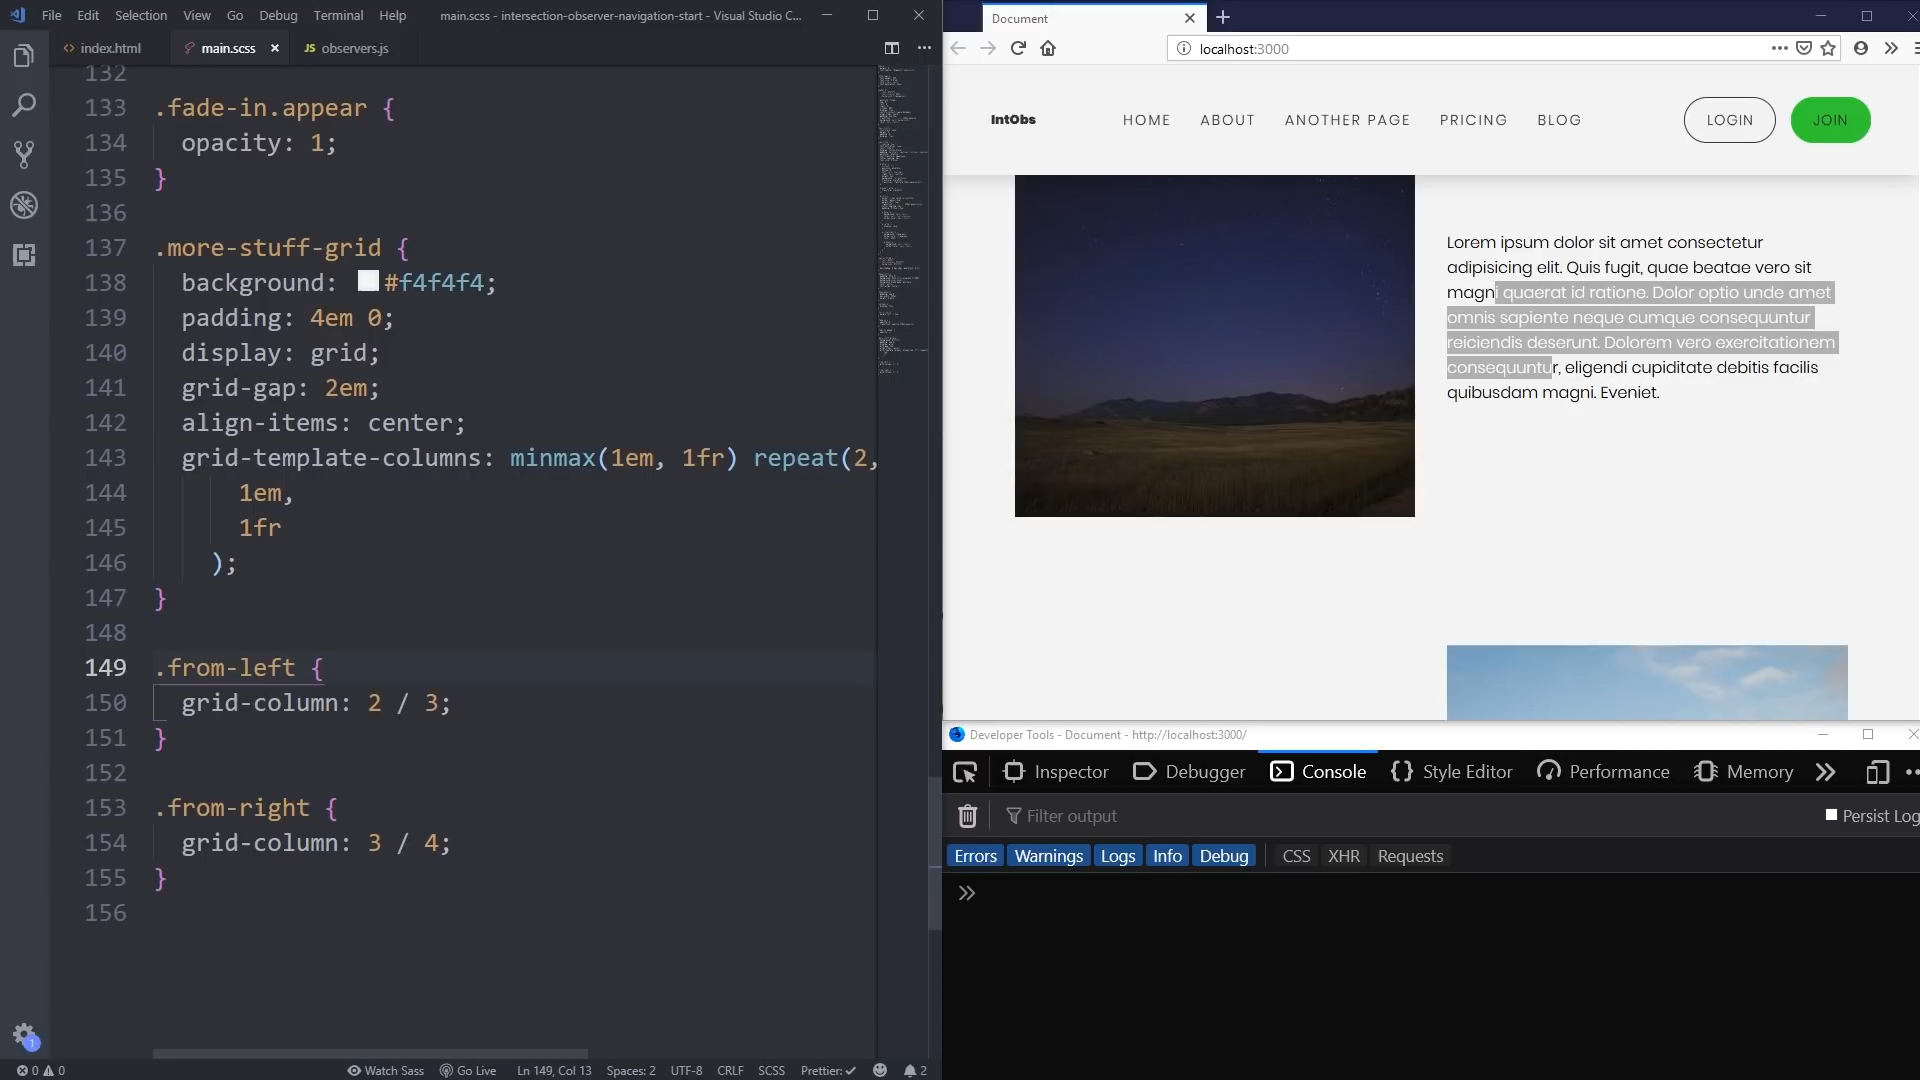 File Edit Selection View Go Debug Terminal Help main.scss - intersection-observer-navigation-start - Visual Studio C...
index.html main.scss JS observers.js
132
133 .fade-in.appear {
134 opacity: 1;
135 }
136
137 .more-stuff-grid {
138 background: #f4f4f4;
139 padding: 4em 0;
140 display: grid;
141 grid-gap: 2em;
142 align-items: center;
143 grid-template-columns: minmax(1em, 1fr) repeat(2,
144 1em,
145 1fr
146 );
147 }
148
149 .from-left {
150 grid-column: 2 / 3;
151 }
152
153 .from-right {
154 grid-column: 3 / 4;
155 }
156
1
0 0 Watch Sass Go Live Ln 149, Col 13 Spaces: 2 UTF-8 CRLF SCSS Prettier: 2
Document
localhost:3000
IntObs HOME ABOUT ANOTHER PAGE PRICING BLOG LOGIN JOIN
Lorem ipsum dolor sit amet consectetur
adipisicing elit. Quis fugit, quae beatae vero sit
magni quaerat id ratione. Dolor optio unde amet
omnis sapiente neque cumque consequuntur
reiciendis deserunt. Dolorem vero exercitationem
consequuntur, eligendi cupiditate debitis facilis
quibusdam magni. Eveniet.
Developer Tools - Document - http://localhost:3000/
Inspector Debugger Console Style Editor Performance Memory
Filter output Persist Log
Errors Warnings Logs Info Debug CSS XHR Requests